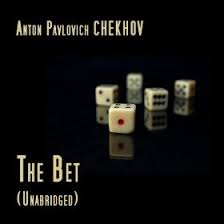 Anton Pavlovich CHEKHOV
The Bet
(Unabridged)